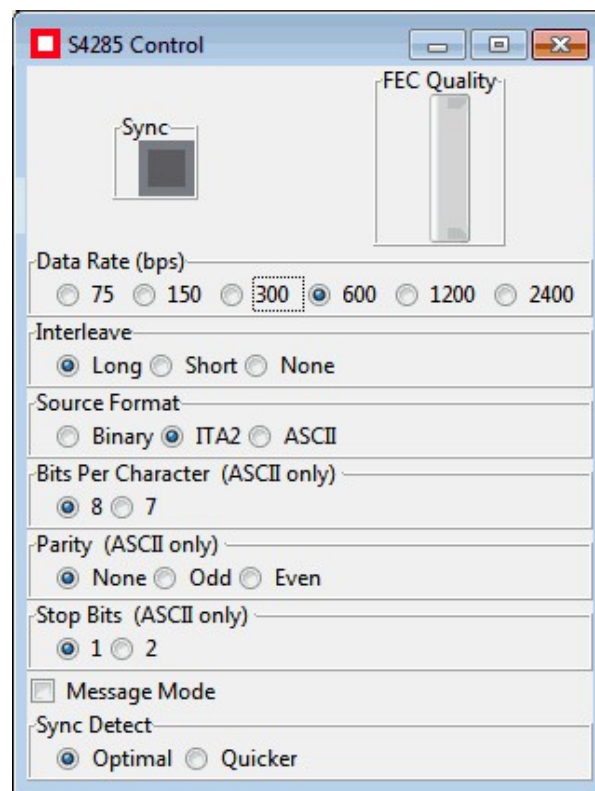 S4285 Control
FEC Quality
Sync
Data Rate (bps)
75 150 300 600 1200 2400
Interleave
Long Short None
Source Format
Binary ITA2 ASCII
Bits Per Character (ASCII only)
8 7
Parity (ASCII only)
None Odd Even
Stop Bits (ASCII only)
1 2
Message Mode
Sync Detect
Optimal Quicker